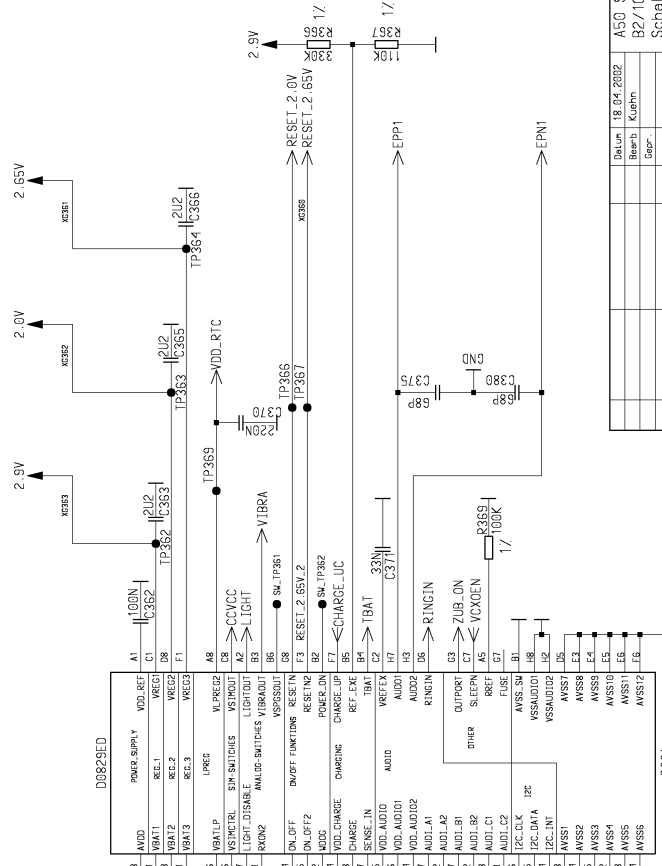 A50
B2/10
Schal
Datum 18.04.2002
Bearb Kuehn
Gepr.
2.9V
330K
R366
1%
110K
R367
1%
2.65V
XG361
2U2
C366
TP364
2.0V
XG362
2U2
C365
TP363
2.9V
XG363
2U2
C363
TP362
100N
C362
RESET_2.0V
RESET_2.65V
XG360
EPP1
EPN1
VDD_RTC
TP369
220N
C370
TP366
TP367
C375
68P
GND
C380
68P
VIBRA
SW_TP361
SW_TP362
RESET_2.65V_2
CCVCC
LIGHT
CHARGE_UC
TBAT
33N
C371
RINGIN
ZUB_ON
VCXOEN
R369
100K
1%
D0829ED
A1 VDD_REF POWER_SUPPLY AVDD
C1 VREG1 REG_1 VBAT1
D8 VREG2 REG_2 VBAT2
F1 VREG3 REG_3 VBAT3
A8 VLPREG2 LPREG VBATLP
C8 VSIMOUT SIM-SWITCHES VSIMCTRL
A2 LIGHTOUT LIGHT_DISABLE
B3 VIBRAOUT ANALOG-SWITCHES RXON2
B6 VSPGSOUT
G8 RESETN ON/OFF FUNKTIONS ON_OFF
F3 RESETN2 ON_OFF2
B2 POWER_ON WDOG
F7 CHARGE_UP CHARGING VDD_CHARGE
B5 REF_EXE CHARGE
B4 TBAT SENSE_IN
C2 VREFEX VDD_AUDIO
H7 AUDO1 AUDIO VDD_AUDIO1
H3 AUDO2 VDD_AUDIO2
D6 RINGIN AUDI_A1
AUDI_A2
G3 OUTPORT AUDI_B1
C7 SLEEPN OTHER AUDI_B2
A5 RREF AUDI_C1
G7 FUSE AUDI_C2
B1 AVSS_SW I2C_CLK
H8 VSSAUDIO1 I2C I2C_DATA
H2 VSSAUDIO2 I2C_INT
D5 AVSS7 AVSS1
E3 AVSS8 AVSS2
E4 AVSS9 AVSS3
E5 AVSS10 AVSS4
E6 AVSS11 AVSS5
F6 AVSS12 AVSS6